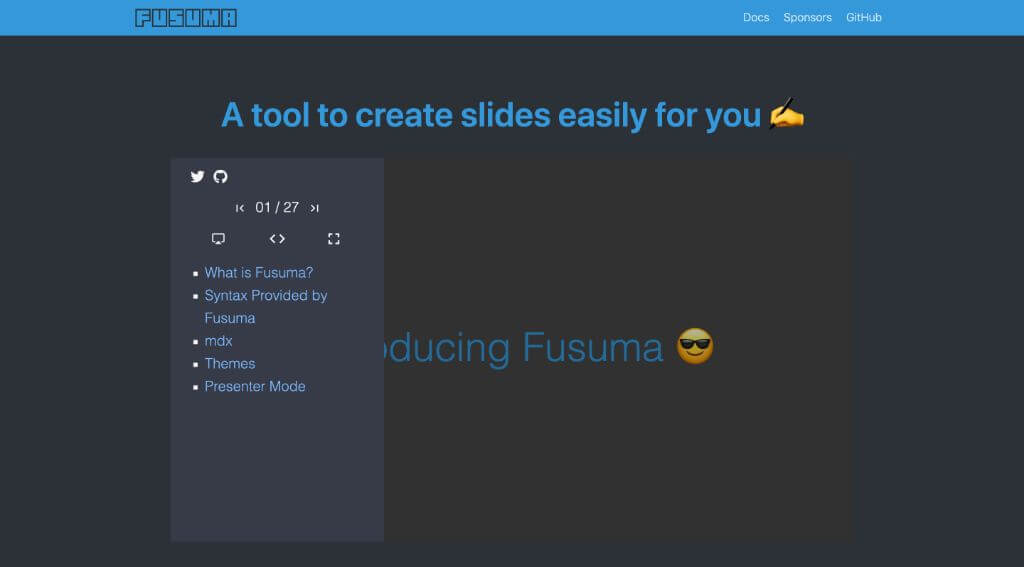 FUSUMA
Docs Sponsors GitHub
A tool to create slides easily for you ✍️
01 / 27
What is Fusuma?
Syntax Provided by
Fusuma
mdx
Themes
Presenter Mode
oducing Fusuma 😎